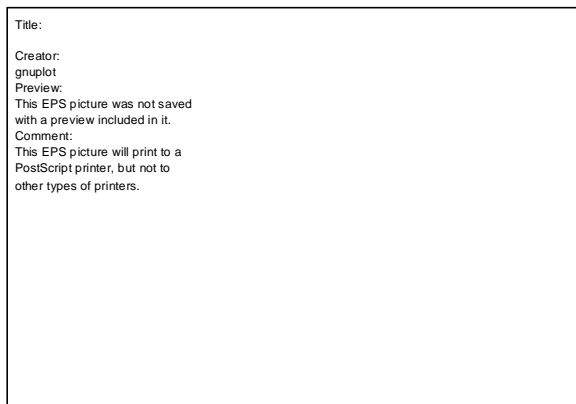 Title:
Creator:
gnuplot
Preview:
This EPS picture was not saved
with a preview included in it.
Comment:
This EPS picture will print to a
PostScript printer, but not to
other types of printers.